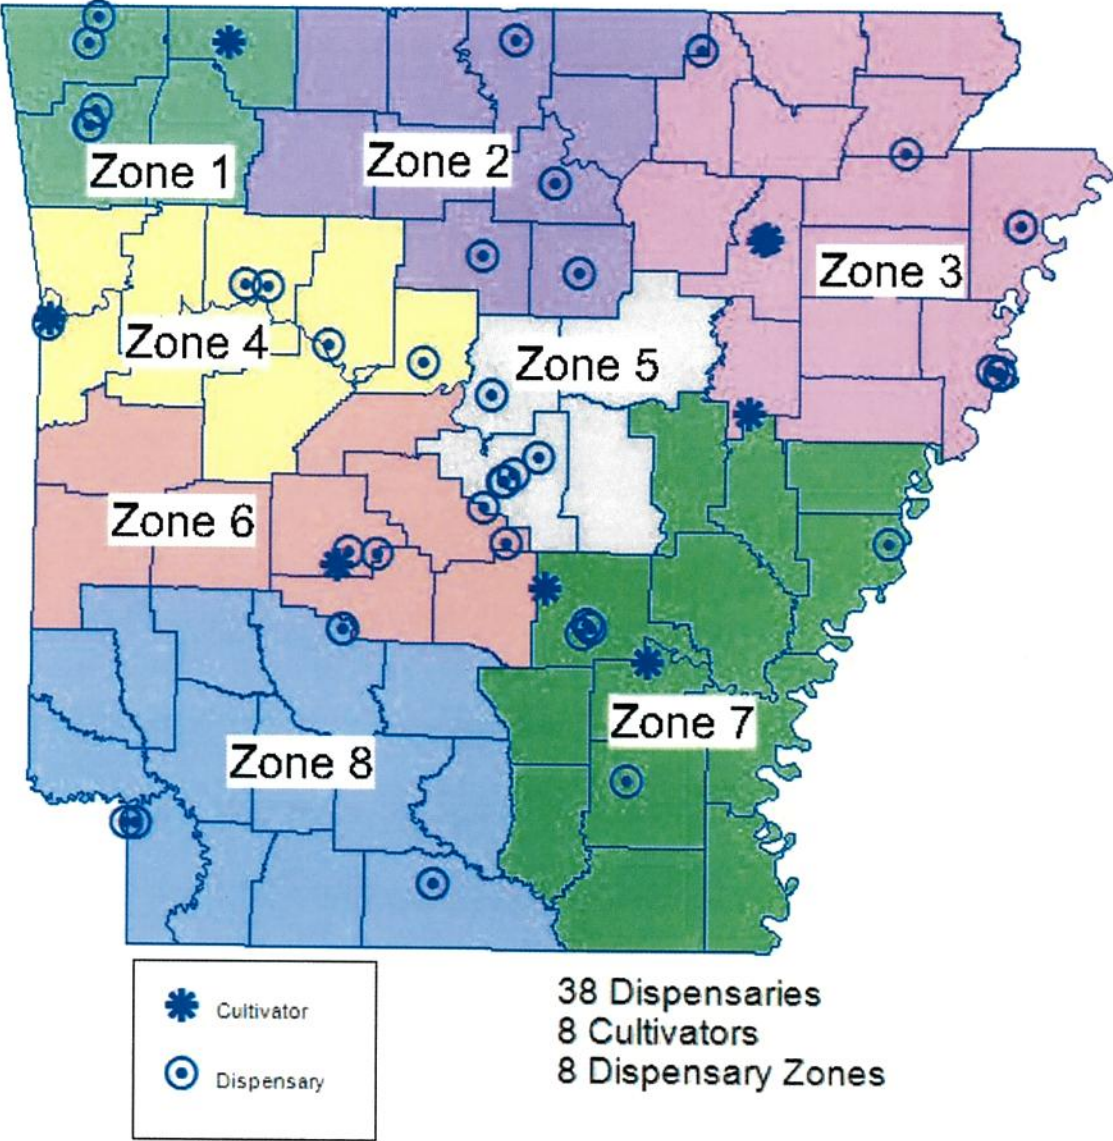 Zone 1
Zone 2
Zone 3
Zone 4
Zone 5
Zone 6
Zone 7
Zone 8
Cultivator
Dispensary
38 Dispensaries
8 Cultivators
8 Dispensary Zones